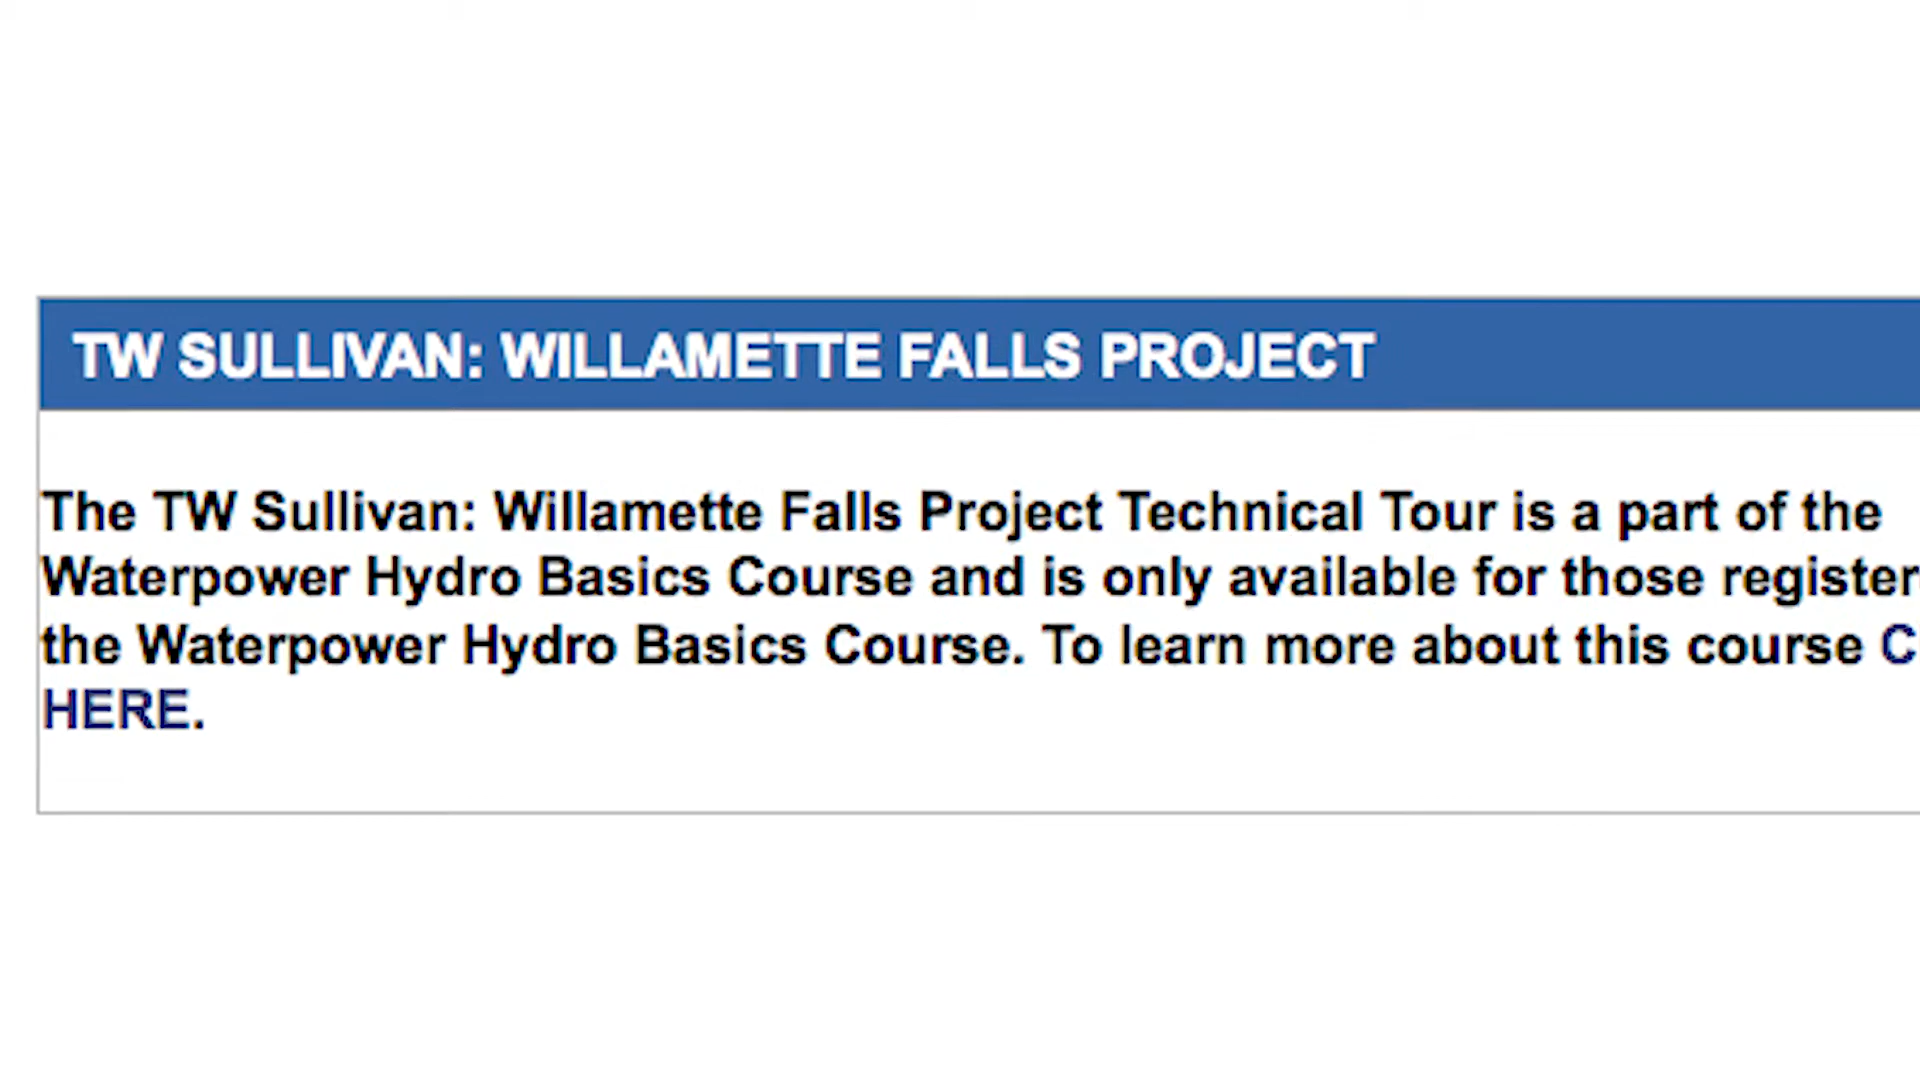 TW SULLIVAN: WILLAMETTE FALLS PROJECT
The TW Sullivan: Willamette Falls Project Technical Tour is a part of the
Waterpower Hydro Basics Course and is only available for those register
the Waterpower Hydro Basics Course. To learn more about this course C
HERE.